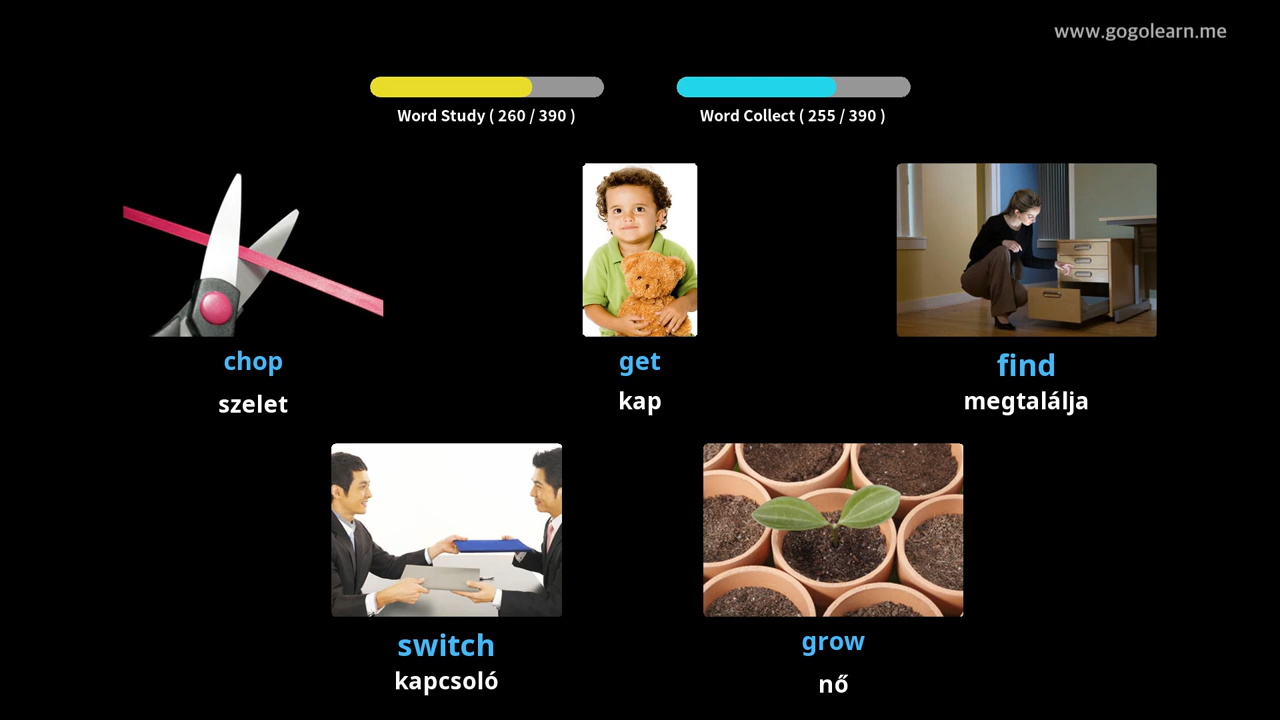 www.gogolearn.me
Word Study ( 260 / 390 )
Word Collect ( 255 / 390 )
chop
szelet
get
kap
find
megtalálja
switch
kapcsoló
grow
nő